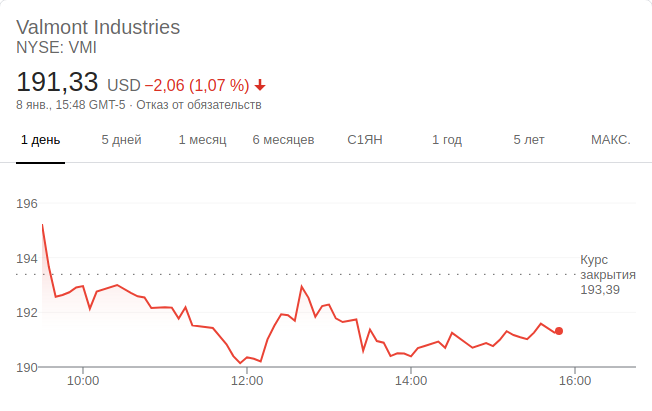 Valmont Industries
NYSE: VMI
191,33 USD −2,06 (1,07 %)
8 янв., 15:48 GMT-5 · Отказ от обязательств
1 день 5 дней 1 месяц 6 месяцев С1ЯН 1 год 5 лет МАКС.
196
194
192
190
Курс
закрытия
193,39
10:00 12:00 14:00 16:00